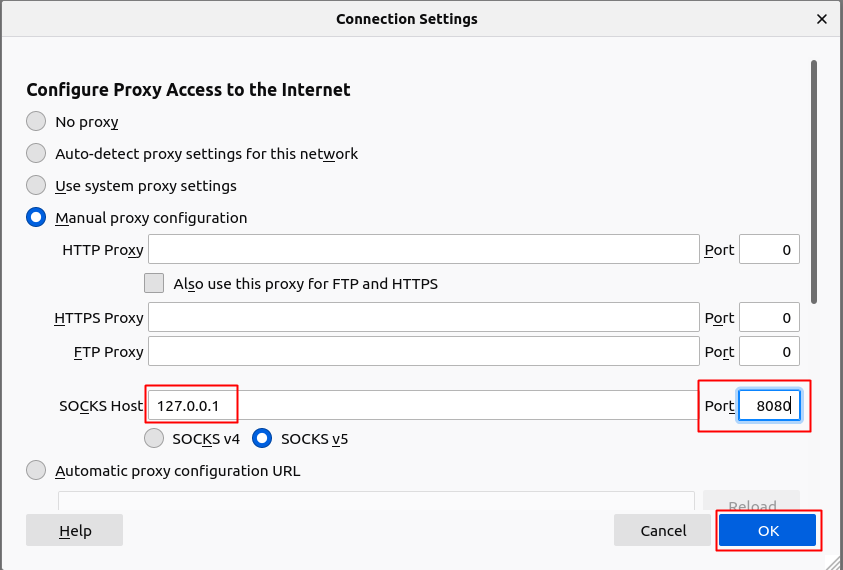 Connection Settings
Configure Proxy Access to the Internet
No proxy
Auto-detect proxy settings for this network
Use system proxy settings
Manual proxy configuration
HTTP Proxy Port 0
Also use this proxy for FTP and HTTPS
HTTPS Proxy Port 0
FTP Proxy Port 0
SOCKS Host 127.0.0.1 Port 8080
SOCKS v4 SOCKS v5
Automatic proxy configuration URL
Reload
Help Cancel OK